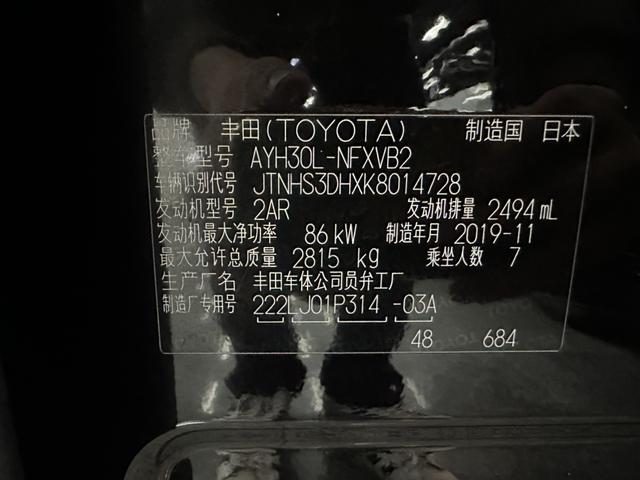 品牌 丰田(TOYOTA) 制造国 日本
整车型号 AYH30L-NFXVB2
车辆识别代号 JTNHS3DHXK8014728
发动机型号 2AR 发动机排量 2494 mL
发动机最大净功率 86 kW 制造年月 2019-11
最大允许总质量 2815 kg 乘坐人数 7
生产厂名 丰田车体公司员弁工厂
制造厂专用号 222LJ01P314 -03A
48 684